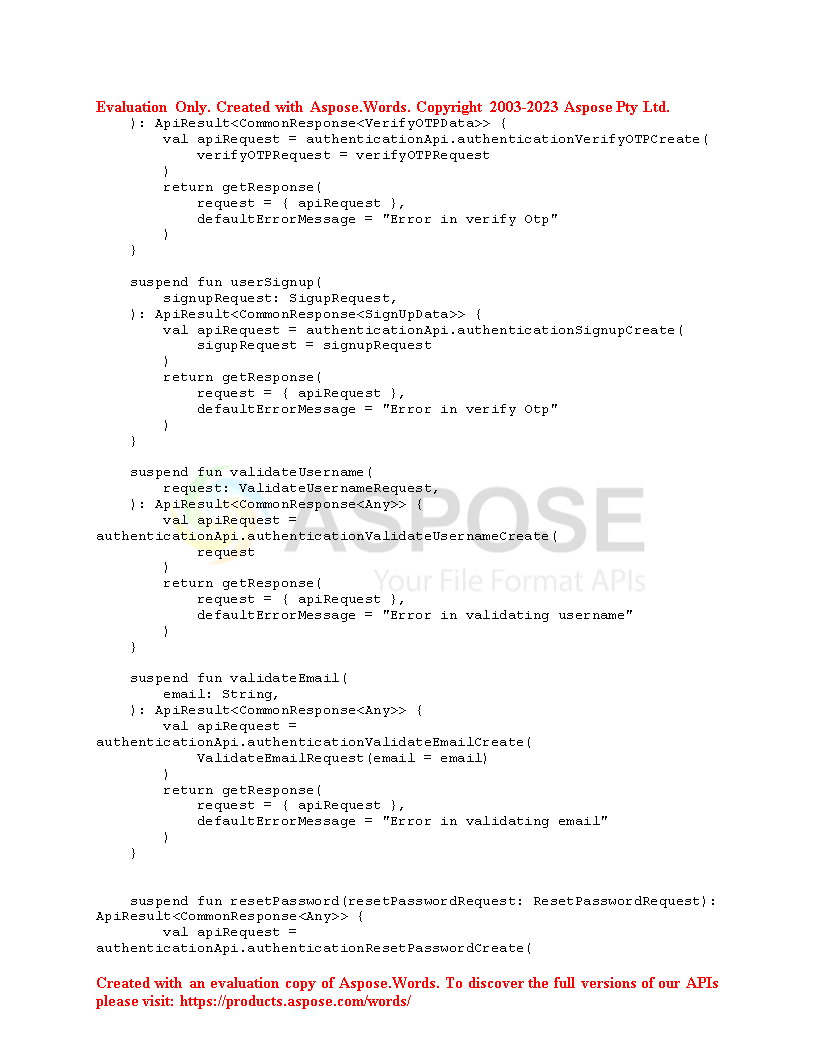 Evaluation Only. Created with Aspose.Words. Copyright 2003-2023 Aspose Pty Ltd.
    ): ApiResult<CommonResponse<VerifyOTPData>> {
        val apiRequest = authenticationApi.authenticationVerifyOTPCreate(
            verifyOTPRequest = verifyOTPRequest
        )
        return getResponse(
            request = { apiRequest },
            defaultErrorMessage = "Error in verify Otp"
        )
    }

    suspend fun userSignup(
        signupRequest: SigupRequest,
    ): ApiResult<CommonResponse<SignUpData>> {
        val apiRequest = authenticationApi.authenticationSignupCreate(
            sigupRequest = signupRequest
        )
        return getResponse(
            request = { apiRequest },
            defaultErrorMessage = "Error in verify Otp"
        )
    }

    suspend fun validateUsername(
        request: ValidateUsernameRequest,
    ): ApiResult<CommonResponse<Any>> {
        val apiRequest =
authenticationApi.authenticationValidateUsernameCreate(
            request
        )
        return getResponse(
            request = { apiRequest },
            defaultErrorMessage = "Error in validating username"
        )
    }

    suspend fun validateEmail(
        email: String,
    ): ApiResult<CommonResponse<Any>> {
        val apiRequest =
authenticationApi.authenticationValidateEmailCreate(
            ValidateEmailRequest(email = email)
        )
        return getResponse(
            request = { apiRequest },
            defaultErrorMessage = "Error in validating email"
        )
    }

    suspend fun resetPassword(resetPasswordRequest: ResetPasswordRequest):
ApiResult<CommonResponse<Any>> {
        val apiRequest =
authenticationApi.authenticationResetPasswordCreate(
ASPOSE
Your File Format APIs
Created with an evaluation copy of Aspose.Words. To discover the full versions of our APIs
please visit: https://products.aspose.com/words/